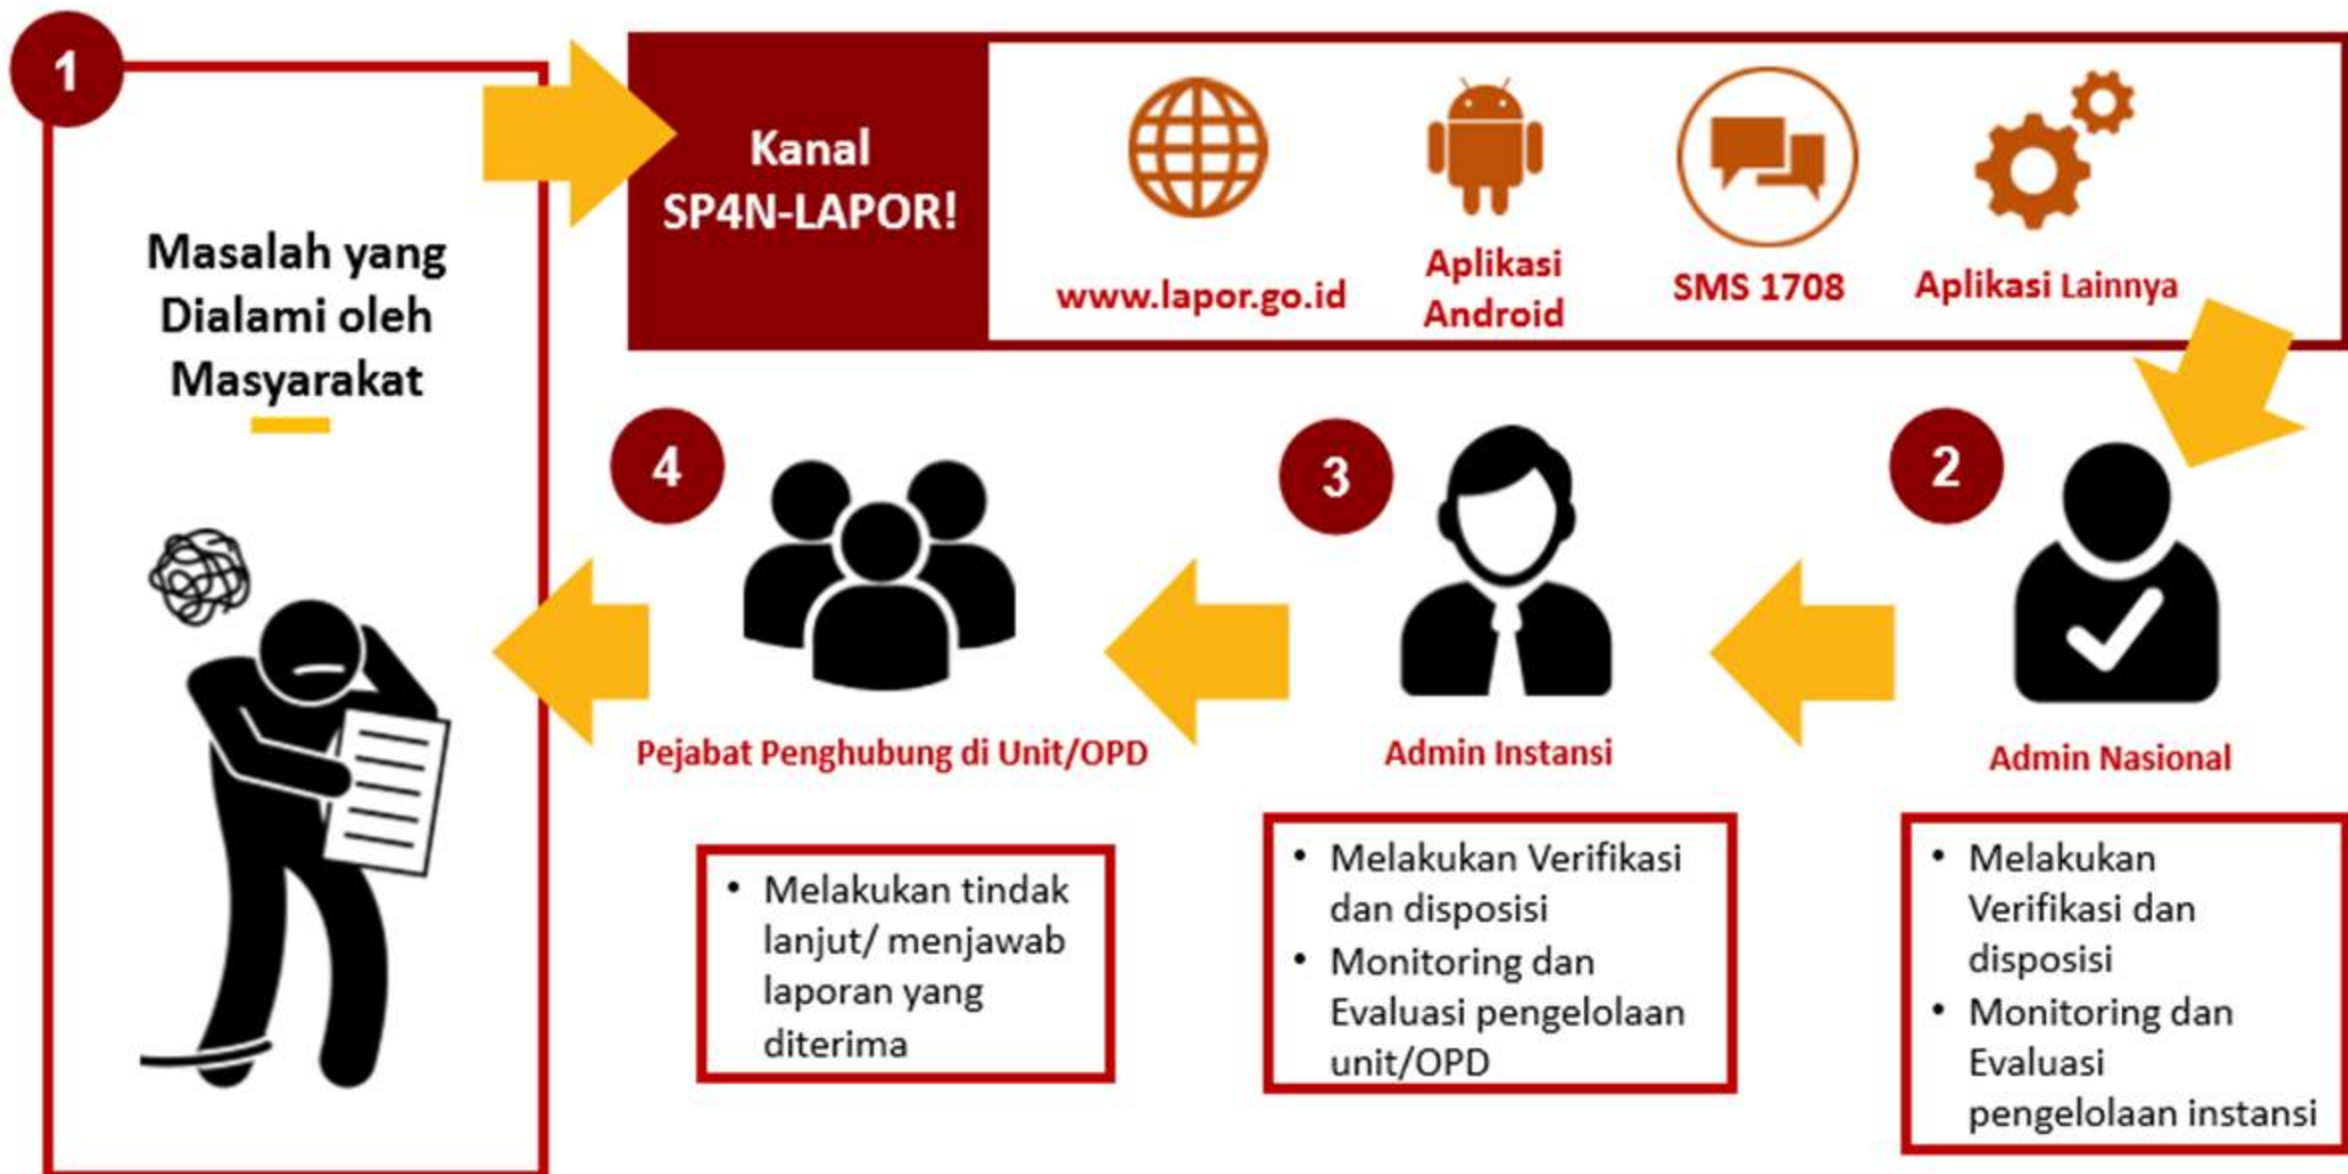 1
Masalah yang
Dialami oleh
Masyarakat
Kanal
SP4N-LAPOR!
www.lapor.go.id
Aplikasi
Android
SMS 1708
Aplikasi Lainnya
2
Admin Nasional
• Melakukan
Verifikasi dan
disposisi
• Monitoring dan
Evaluasi
pengelolaan instansi
3
Admin Instansi
• Melakukan Verifikasi
dan disposisi
• Monitoring dan
Evaluasi pengelolaan
unit/OPD
4
Pejabat Penghubung di Unit/OPD
• Melakukan tindak
lanjut/ menjawab
laporan yang
diterima